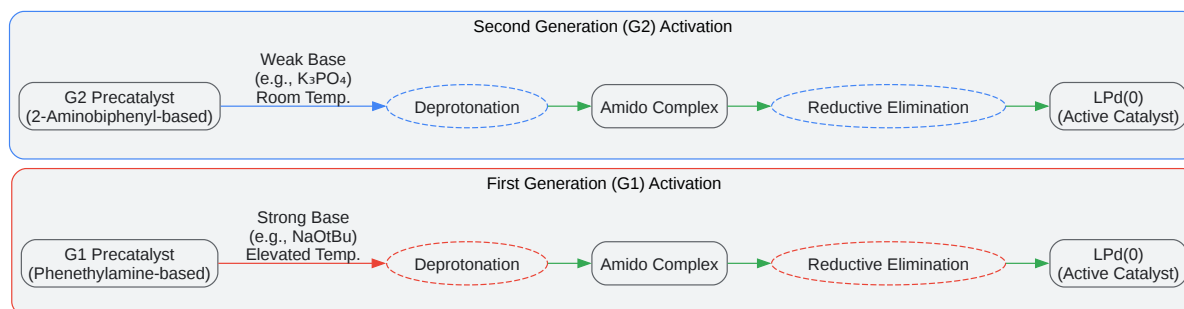 Second Generation (G2) Activation
Weak Base
(e.g., K₃PO₄)
Room Temp.
G2 Precatalyst
(2-Aminobiphenyl-based)
Deprotonation
Amido Complex
Reductive Elimination
LPd(0)
(Active Catalyst)
First Generation (G1) Activation
Strong Base
(e.g., NaOtBu)
Elevated Temp.
G1 Precatalyst
(Phenethylamine-based)
Deprotonation
Amido Complex
Reductive Elimination
LPd(0)
(Active Catalyst)